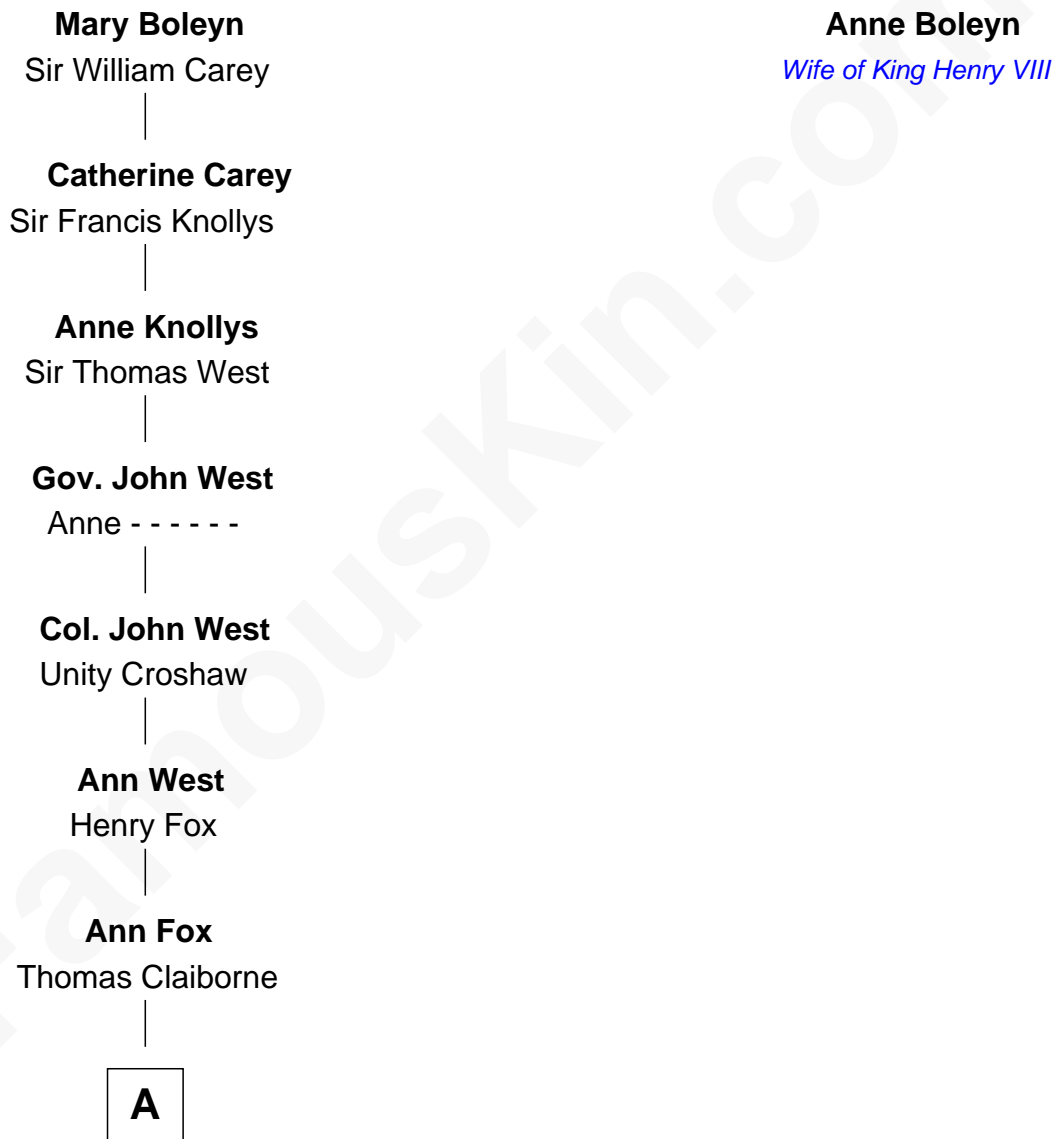 Mary Boleyn
Anne Boleyn
Sir William Carey
Wife of King Henry VIII
Catherine Carey
Sir Francis Knollys
Anne Knollys
Sir Thomas West
Gov. John West
Anne - - - - - -
Col. John West
Unity Croshaw
Ann West
Henry Fox
Ann Fox
Thomas Claiborne
A
FamousKin.com